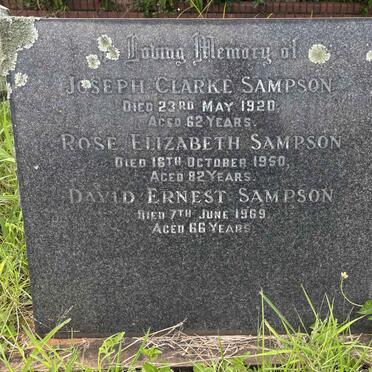 Loving Memory of
JOSEPH CLARKE SAMPSON
DIED 23RD MAY 1920,
AGED 62 YEARS.
ROSE ELIZABETH SAMPSON
DIED 16TH OCTOBER 1950,
AGED 82 YEARS.
DAVID ERNEST SAMPSON
DIED 7TH JUNE 1969
AGED 66 YEARS